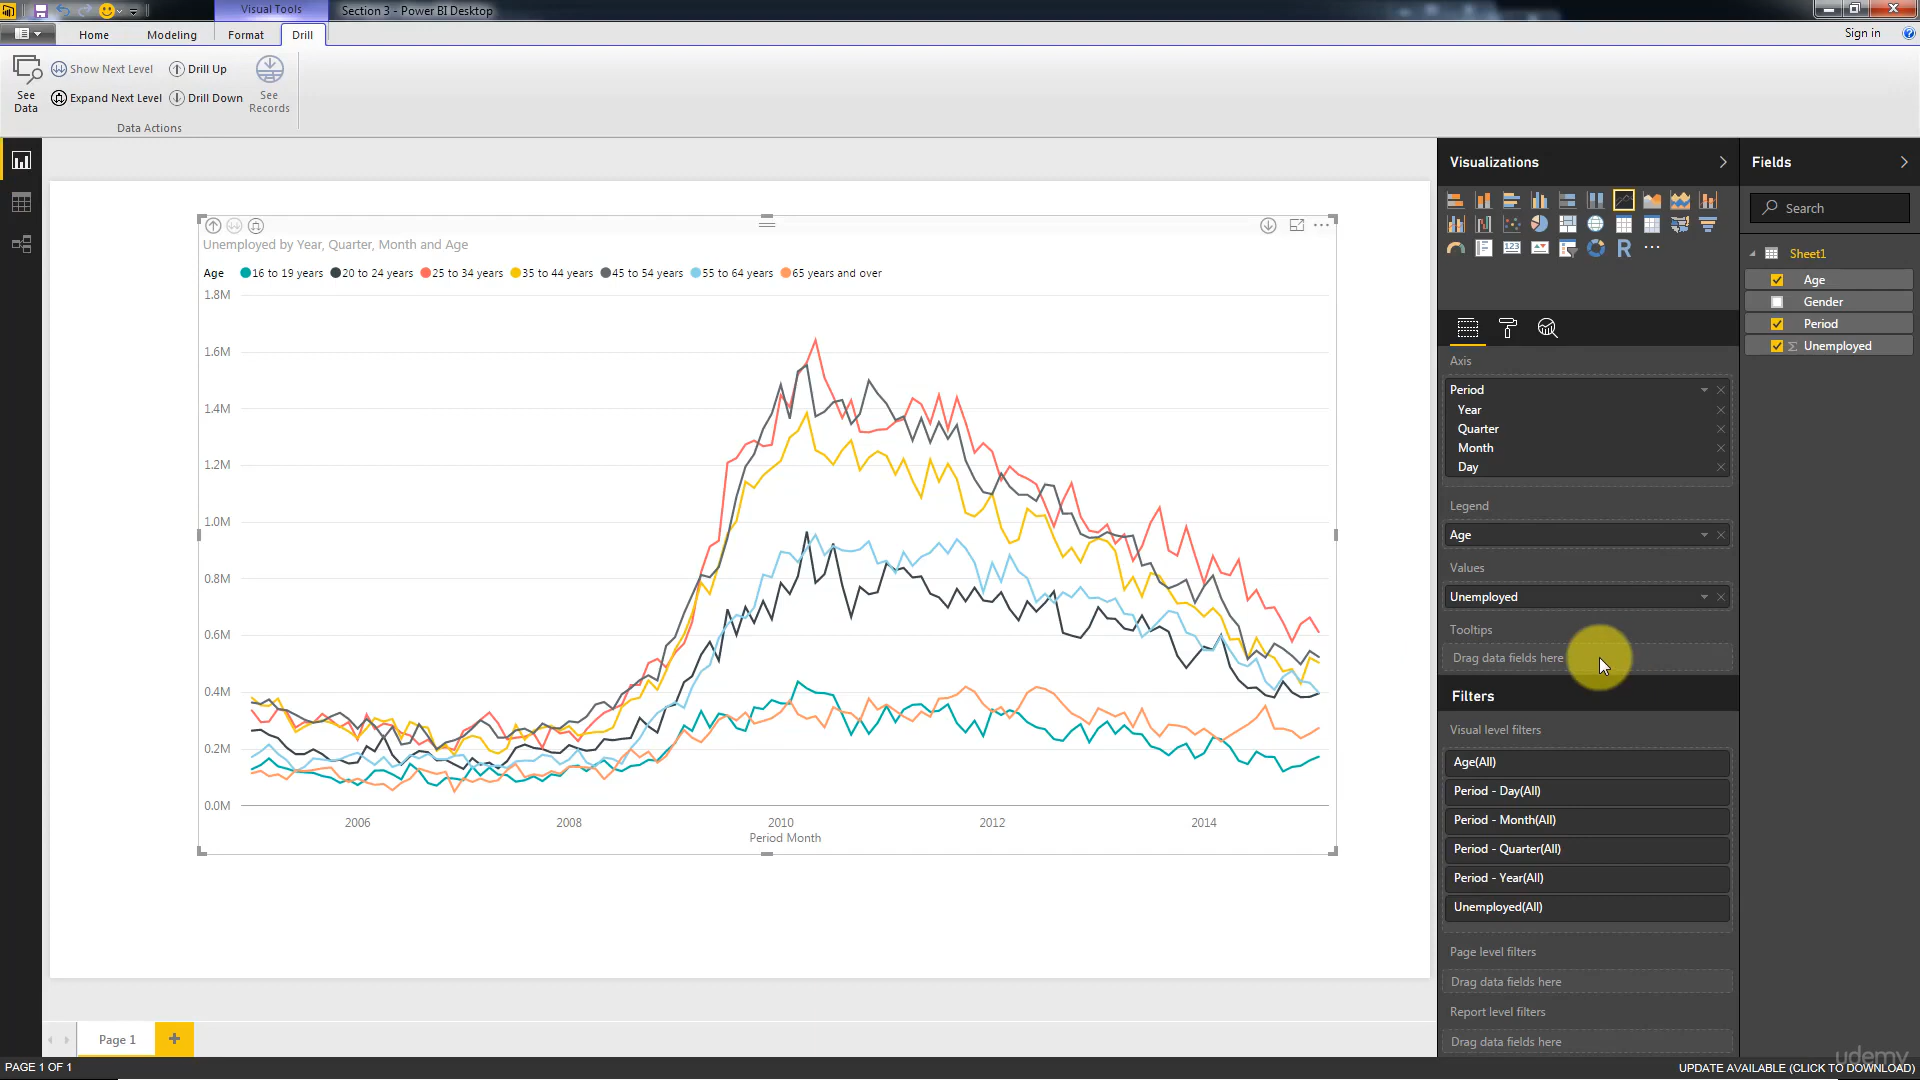 Visual Tools
Section 3 - Power BI Desktop
Home
Modeling
Format
Drill
Sign in
See Data
Show Next Level
Expand Next Level
Drill Up
Drill Down
See Records
Data Actions
Unemployed by Year, Quarter, Month and Age
Age 16 to 19 years 20 to 24 years 25 to 34 years 35 to 44 years 45 to 54 years 55 to 64 years 65 years and over
1.8M
1.6M
1.4M
1.2M
1.0M
0.8M
0.6M
0.4M
0.2M
0.0M
2006 2008 2010 2012 2014
Period Month
Visualizations
123
R
Axis
Period
Year
Quarter
Month
Day
Legend
Age
Values
Unemployed
Tooltips
Drag data fields here
Filters
Visual level filters
Age(All)
Period - Day(All)
Period - Month(All)
Period - Quarter(All)
Period - Year(All)
Unemployed(All)
Page level filters
Drag data fields here
Report level filters
Drag data fields here
Fields
Search
Sheet1
Age
Gender
Period
Σ Unemployed
Page 1
PAGE 1 OF 1
udemy
UPDATE AVAILABLE (CLICK TO DOWNLOAD)